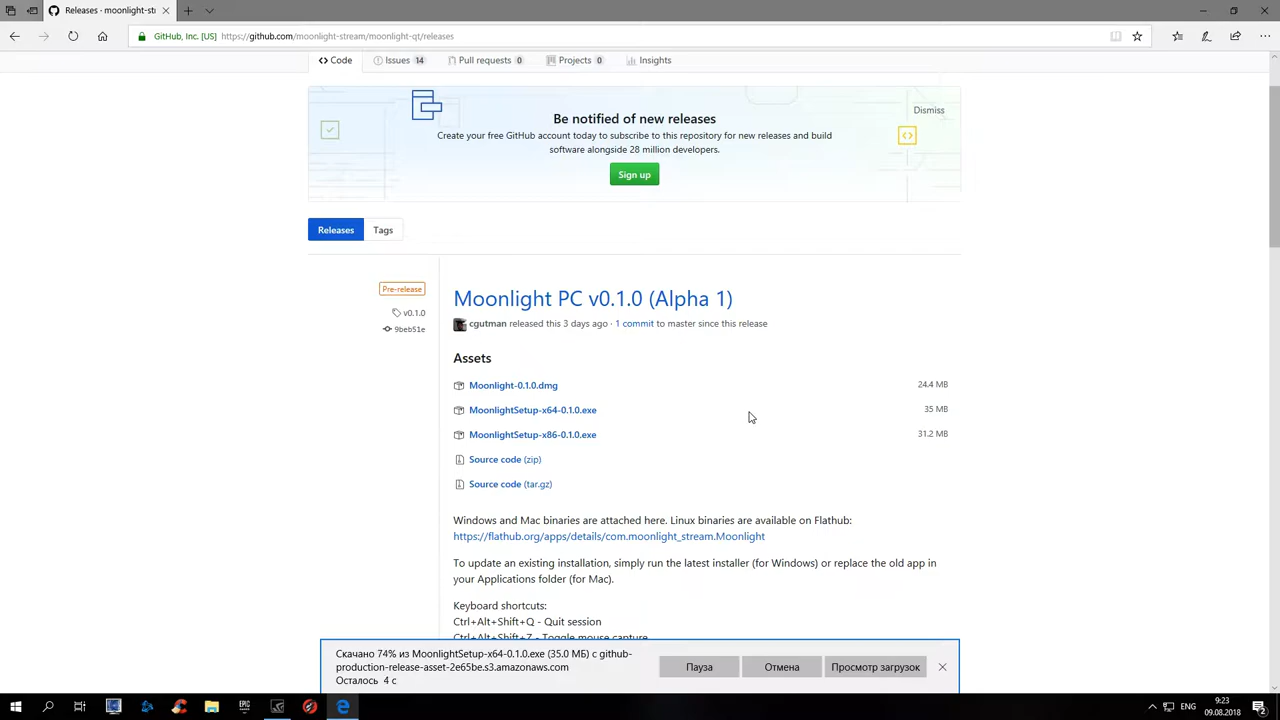 Releases · moonlight-stre
GitHub, Inc. [US] https://github.com/moonlight-stream/moonlight-qt/releases
Code Issues 14 Pull requests 0 Projects 0 Insights
Be notified of new releases
Dismiss
Create your free GitHub account today to subscribe to this repository for new releases and build
software alongside 28 million developers.
Sign up
Releases Tags
Pre-release
v0.1.0
9beb51e
Moonlight PC v0.1.0 (Alpha 1)
cgutman released this 3 days ago · 1 commit to master since this release
Assets
Moonlight-0.1.0.dmg 24.4 MB
MoonlightSetup-x64-0.1.0.exe 35 MB
MoonlightSetup-x86-0.1.0.exe 31.2 MB
Source code (zip)
Source code (tar.gz)
Windows and Mac binaries are attached here. Linux binaries are available on Flathub:
https://flathub.org/apps/details/com.moonlight_stream.Moonlight
To update an existing installation, simply run the latest installer (for Windows) or replace the old app in
your Applications folder (for Mac).
Keyboard shortcuts:
Ctrl+Alt+Shift+Q - Quit session
Ctrl+Alt+Shift+Z - Toggle mouse capture
Скачано 74% из MoonlightSetup-x64-0.1.0.exe (35.0 МБ) с github-
production-release-asset-2e65be.s3.amazonaws.com
Осталось 4 с
Пауза Отмена Просмотр загрузок
EPIC
ENG
9:23
09.08.2018
2